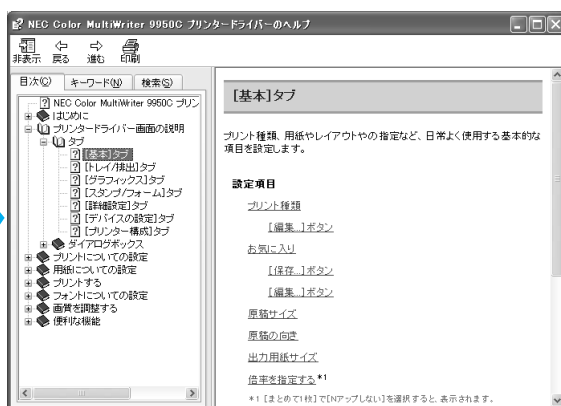 NEC Color MultiWriter 9950C プリンタードライバーのヘルプ
非表示 戻る 進む 印刷
目次(C) キーワード(N) 検索(S)
NEC Color MultiWriter 9950C プリン
はじめに
プリンタードライバー画面の説明
タブ
[基本]タブ
[トレイ/排出]タブ
[グラフィックス]タブ
[スタンプ/フォーム]タブ
[詳細設定]タブ
[デバイスの設定]タブ
[プリンター構成]タブ
ダイアログボックス
プリントについての設定
用紙についての設定
プリントする
フォントについての設定
画質を調整する
便利な機能
[基本]タブ
プリント種類、用紙やレイアウトやの指定など、日常よく使用する基本的な
項目を設定します。
設定項目
プリント種類
[編集...]ボタン
お気に入り
[保存...]ボタン
[編集...]ボタン
原稿サイズ
原稿の向き
出力用紙サイズ
倍率を指定する*1
*1 [まとめて1枚]で[Nアップしない]を選択すると、表示されます。